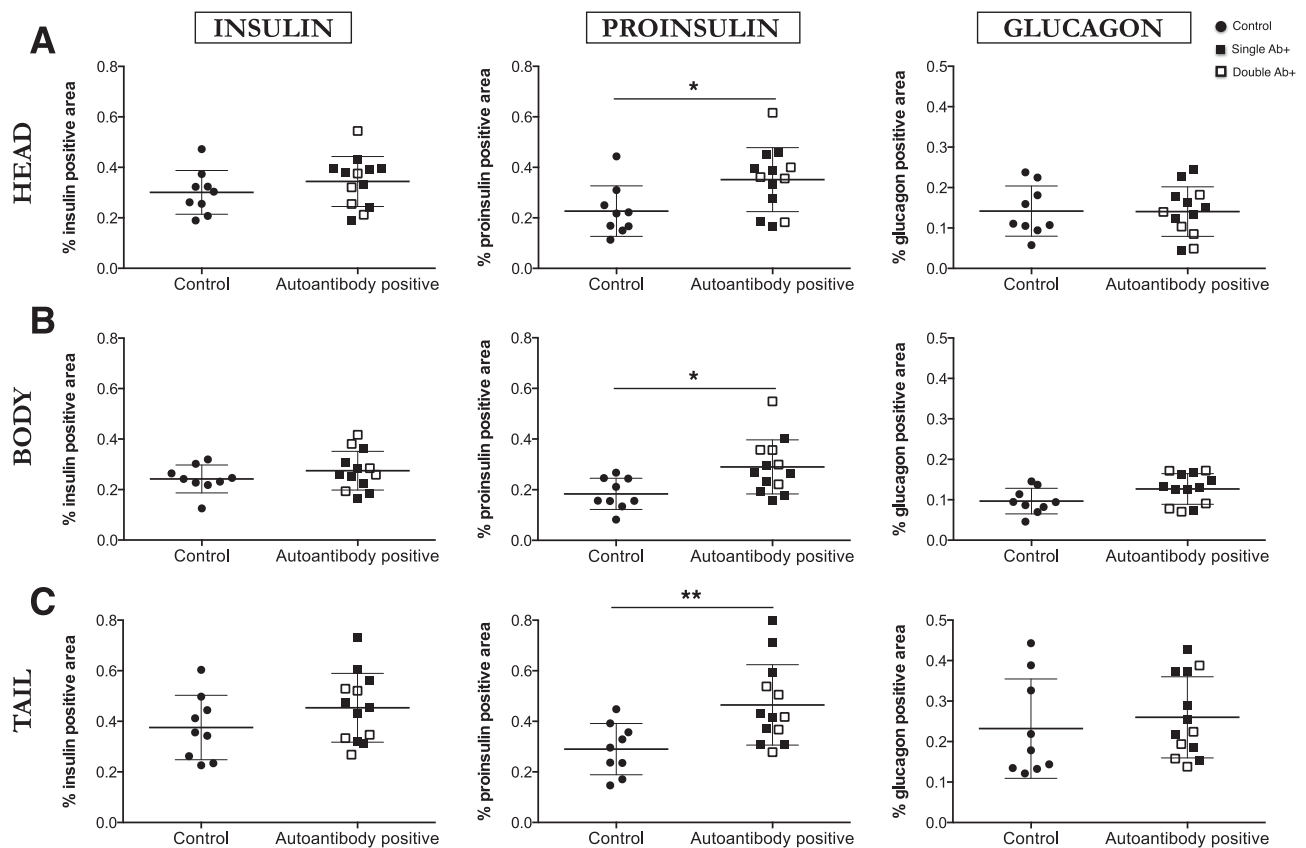 INSULIN PROINSULIN GLUCAGON
Control
Single Ab+
Double Ab+
A
HEAD
% insulin positive area
0.8
0.6
0.4
0.2
0.0
Control Autoantibody positive
% proinsulin positive area
0.8
0.6
0.4
0.2
0.0
*
Control Autoantibody positive
% glucagon positive area
0.5
0.4
0.3
0.2
0.1
0.0
Control Autoantibody positive
B
BODY
% insulin positive area
0.8
0.6
0.4
0.2
0.0
Control Autoantibody positive
% proinsulin positive area
0.8
0.6
0.4
0.2
0.0
*
Control Autoantibody positive
% glucagon positive area
0.5
0.4
0.3
0.2
0.1
0.0
Control Autoantibody positive
C
TAIL
% insulin positive area
0.8
0.6
0.4
0.2
0.0
Control Autoantibody positive
% proinsulin positive area
0.8
0.6
0.4
0.2
0.0
**
Control Autoantibody positive
% glucagon positive area
0.5
0.4
0.3
0.2
0.1
0.0
Control Autoantibody positive